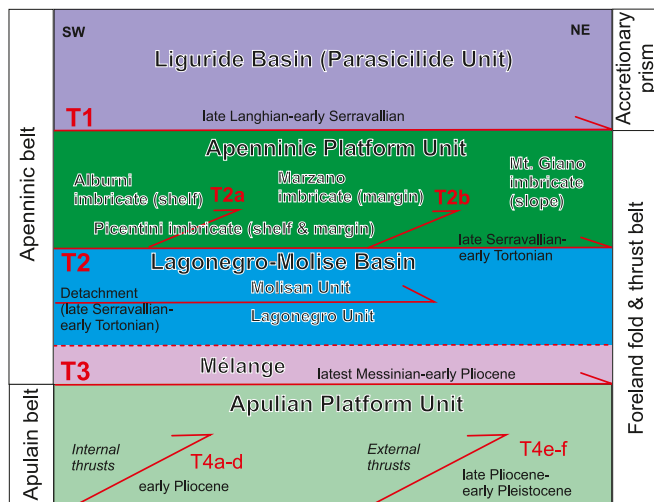 SW
NE
Liguride Basin (Parasicilide Unit)
T1
late Langhian-early Serravallian
Accretionary
prism
Apenninic belt
Apenninic Platform Unit
Alburni
imbricate (shelf)
T2a
Marzano
imbricate (margin)
T2b
Mt. Giano
imbricate
(slope)
Picentini imbricate (shelf & margin)
T2
late Serravallian-
early Tortonian
Lagonegro-Molise Basin
Molisan Unit
Detachment
(late Serravallian-
early Tortonian)
Lagonegro Unit
T3
Mélange
latest Messinian-early Pliocene
Foreland fold & thrust belt
Apulain belt
Apulian Platform Unit
Internal
thrusts
T4a-d
early Pliocene
External
thrusts
T4e-f
late Pliocene-
early Pleistocene